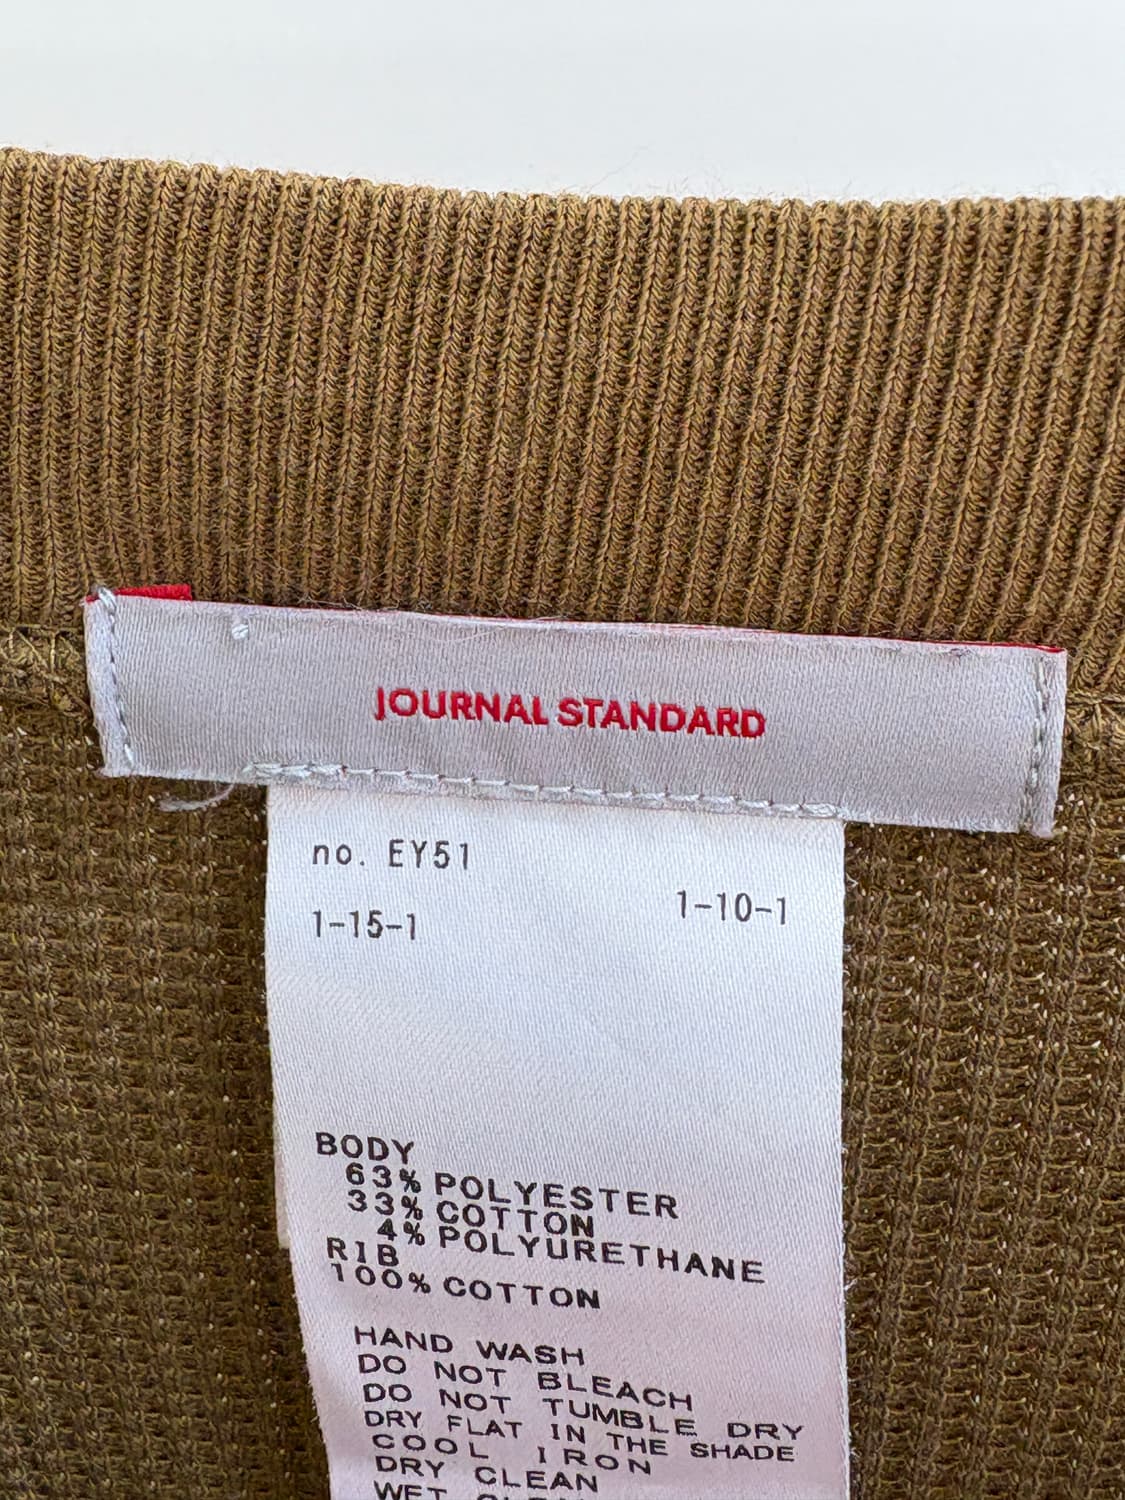 JOURNAL STANDARD
no. EY51
1-10-1
1-15-1
BODY
63% POLYESTER
33% COTTON
4% POLYURETHANE
RIB
100% COTTON
HAND WASH
DO NOT BLEACH
DO NOT TUMBLE DRY
DRY FLAT IN THE SHADE
COOL IRON
DRY CLEAN
WET